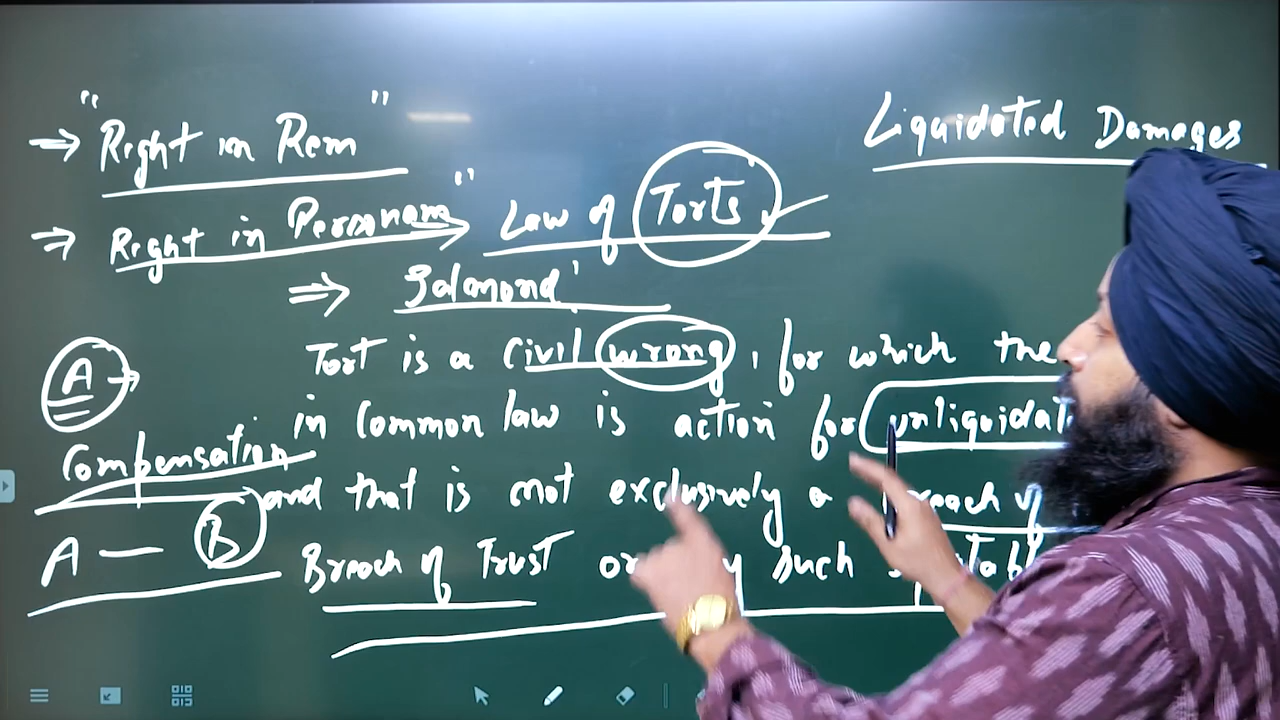 "Right in Rem"
Liquidated Damages
Right in Personam"
Law of Torts
Salmond'
Tort is a civil wrong, for which the
A
in common law is action for unliquidat
Compensation
and that is not exclusively a breach of
A — B
Breach of Trust or such